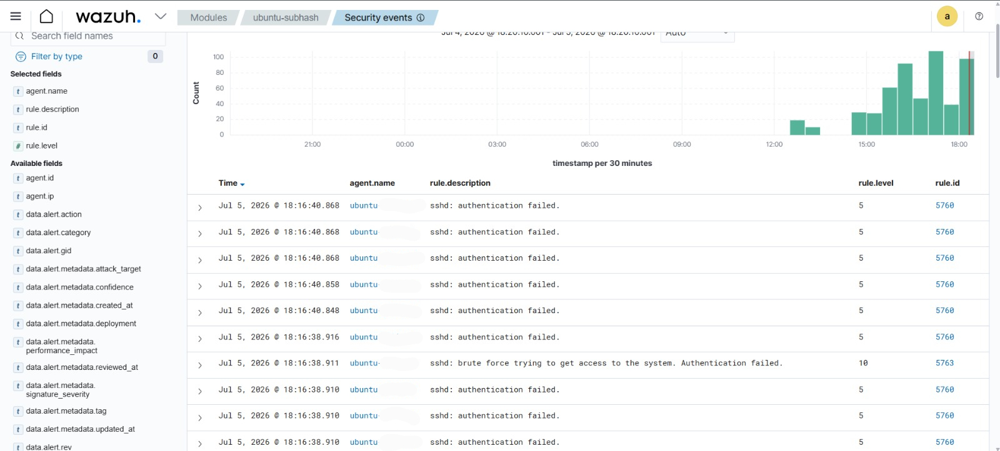 wazuh.
Modules
ubuntu-subhash
Security events
a
Search field names
Filter by type
0
Selected fields
t agent.name
t rule.description
t rule.id
# rule.level
Available fields
t agent.id
t agent.ip
t data.alert.action
t data.alert.category
t data.alert.gid
t data.alert.metadata.attack_target
t data.alert.metadata.confidence
t data.alert.metadata.created_at
t data.alert.metadata.deployment
t data.alert.metadata.
performance_impact
t data.alert.metadata.reviewed_at
t data.alert.metadata.
signature_severity
t data.alert.metadata.tag
t data.alert.metadata.updated_at
t data.alert.rev
Auto
Count
100
80
60
40
20
0
21:00 00:00 03:00 06:00 09:00 12:00 15:00 18:00
timestamp per 30 minutes
Time agent.name rule.description rule.level rule.id
Jul 5, 2026 @ 18:16:40.868 ubuntu- sshd: authentication failed. 5 5760
Jul 5, 2026 @ 18:16:40.868 ubuntu- sshd: authentication failed. 5 5760
Jul 5, 2026 @ 18:16:40.868 ubuntu- sshd: authentication failed. 5 5760
Jul 5, 2026 @ 18:16:40.858 ubuntu- sshd: authentication failed. 5 5760
Jul 5, 2026 @ 18:16:40.848 ubuntu- sshd: authentication failed. 5 5760
Jul 5, 2026 @ 18:16:38.916 ubuntu- sshd: authentication failed. 5 5760
Jul 5, 2026 @ 18:16:38.911 ubuntu- sshd: brute force trying to get access to the system. Authentication failed. 10 5763
Jul 5, 2026 @ 18:16:38.910 ubuntu- sshd: authentication failed. 5 5760
Jul 5, 2026 @ 18:16:38.910 ubuntu- sshd: authentication failed. 5 5760
Jul 5, 2026 @ 18:16:38.910 ubuntu- sshd: authentication failed. 5 5760